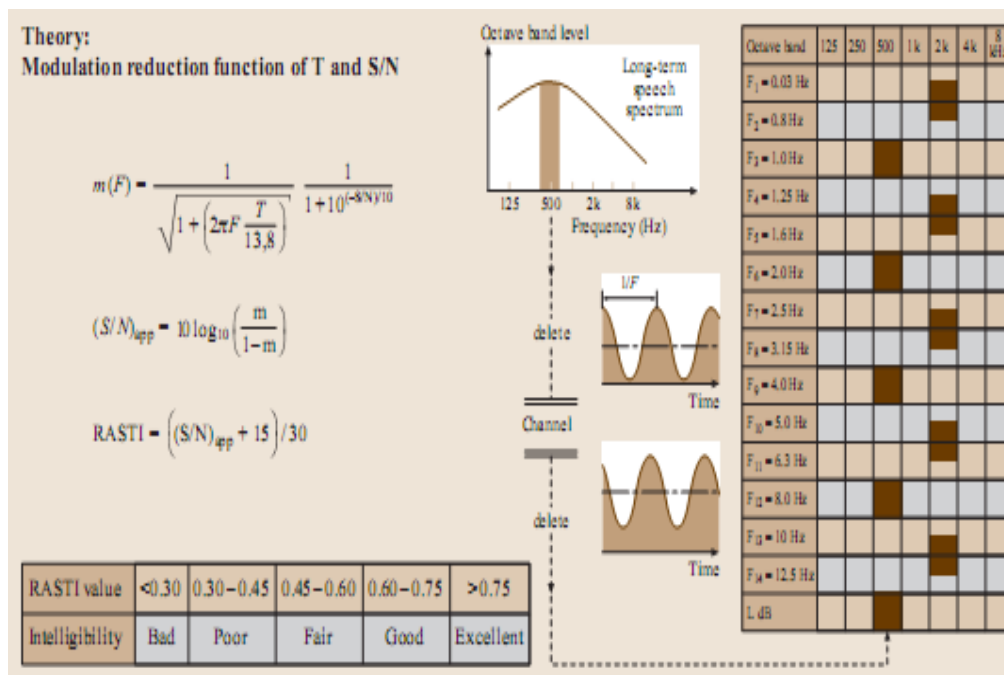 Theory:
Modulation reduction function of T and S/N
m(F) = 1 / √(1 + (2πF T/13,8)) 1 / 1+10^(-S/N)/10
(S/N)app = 10 log10 (m / 1–m)
RASTI = ((S/N)app + 15) /30
RASTI value <0.30 0.30–0.45 0.45–0.60 0.60–0.75 >0.75
Intelligibility Bad Poor Fair Good Excellent
Octave band level
Long-term
speech
spectrum
125 500 2k 8k
Frequency (Hz)
1/F
delete
Time
Channel
delete
Time
Octave band 125 250 500 1k 2k 4k 8 kHz
F1 = 0.03 Hz
F2 = 0.8 Hz
F3 = 1.0 Hz
F4 = 1.25 Hz
F5 = 1.6 Hz
F6 = 2.0 Hz
F7 = 2.5 Hz
F8 = 3.15 Hz
F9 = 4.0 Hz
F10 = 5.0 Hz
F11 = 6.3 Hz
F12 = 8.0 Hz
F13 = 10 Hz
F14 = 12.5 Hz
L dB